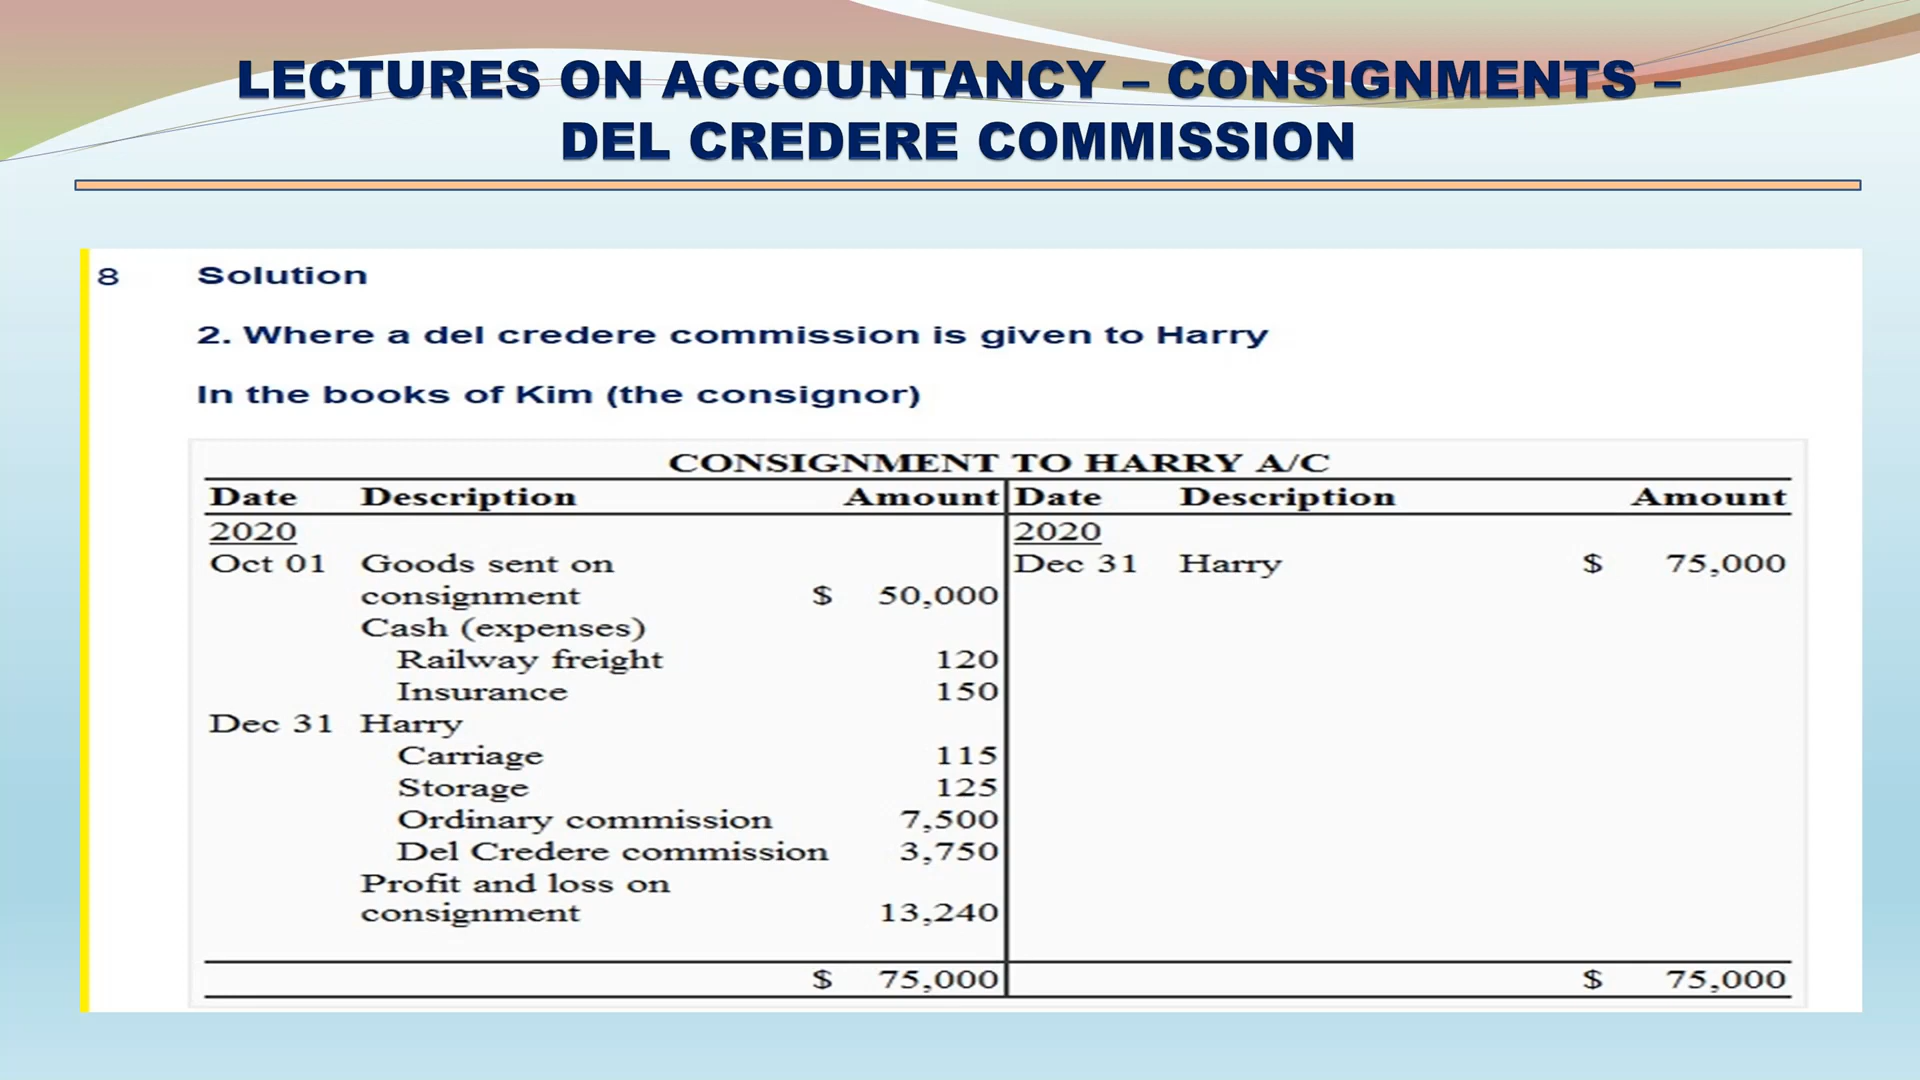 LECTURES ON ACCOUNTANCY – CONSIGNMENTS –
DEL CREDERE COMMISSION
8 Solution
2. Where a del credere commission is given to Harry
In the books of Kim (the consignor)
CONSIGNMENT TO HARRY A/C
Date Description Amount Date Description Amount
2020 2020
Oct 01 Goods sent on Dec 31 Harry $ 75,000
consignment $ 50,000
Cash (expenses)
Railway freight 120
Insurance 150
Dec 31 Harry
Carriage 115
Storage 125
Ordinary commission 7,500
Del Credere commission 3,750
Profit and loss on
consignment 13,240
$ 75,000 $ 75,000